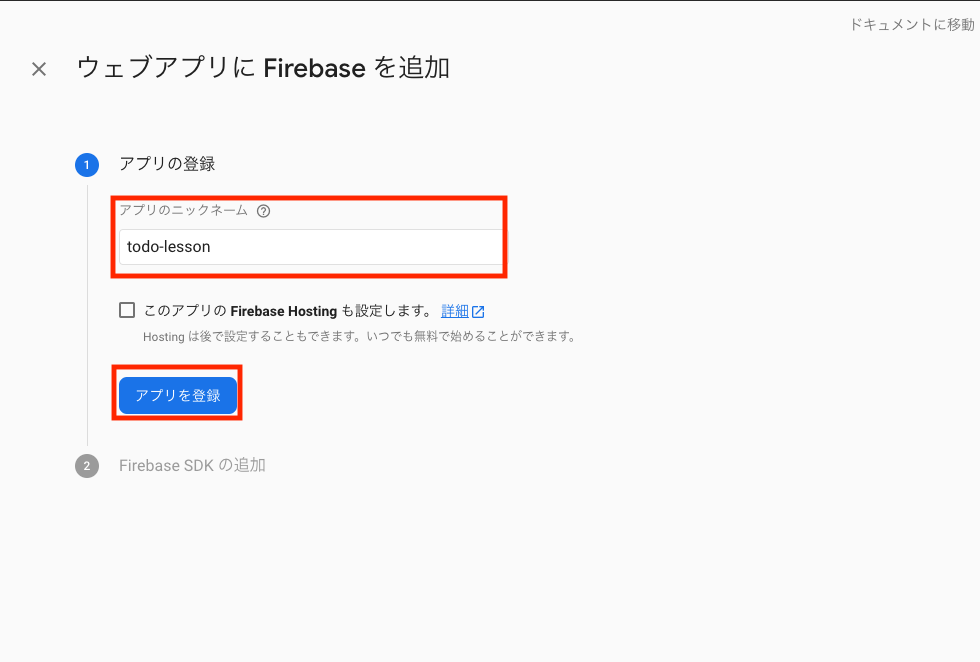 ドキュメントに移動
ウェブアプリに Firebase を追加
1 アプリの登録
アプリのニックネーム
todo-lesson
このアプリの Firebase Hosting も設定します。 詳細
Hosting は後で設定することもできます。いつでも無料で始めることができます。
アプリを登録
2 Firebase SDK の追加